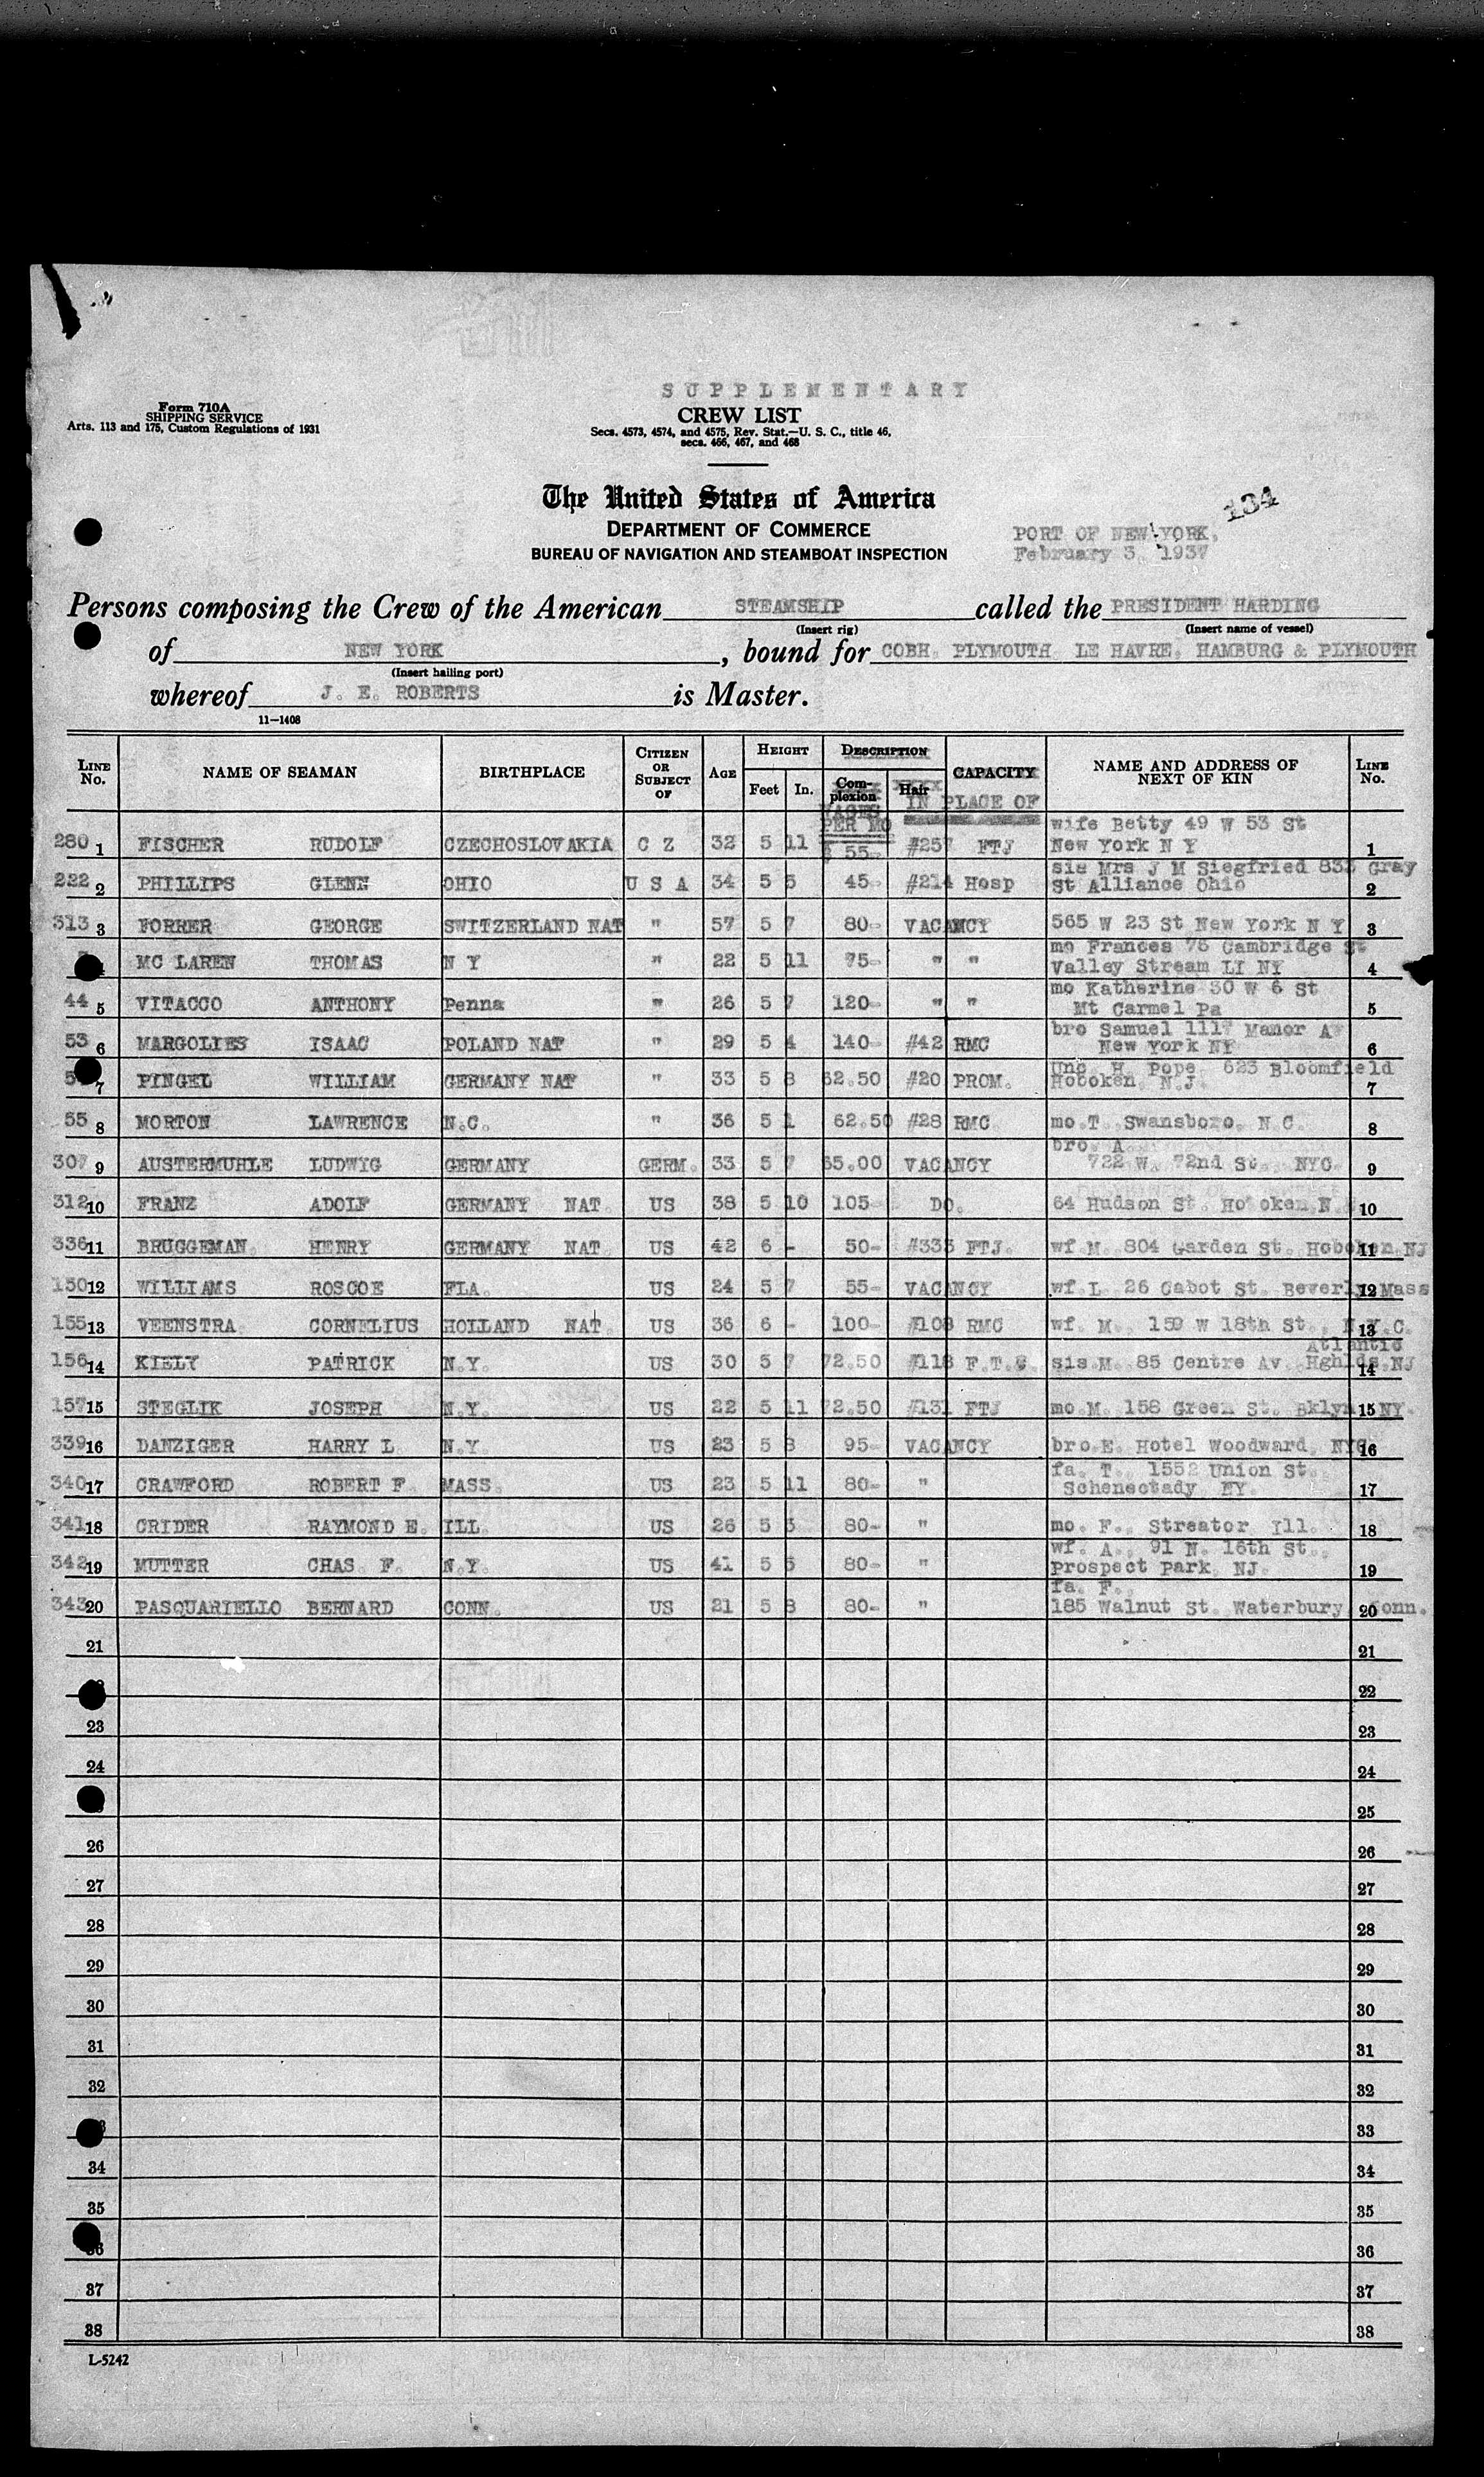 SUPPLEMENTARY
Form 710A
SHIPPING SERVICE
Arts. 113 and 175, Custom Regulations of 1931
CREW LIST
Secs. 4573, 4574, and 4575, Rev. Stat.—U. S. C., title 46,
secs. 466, 467, and 468
The United States of America
DEPARTMENT OF COMMERCE
BUREAU OF NAVIGATION AND STEAMBOAT INSPECTION
134
PORT OF NEW YORK,
February 3, 1937
Persons composing the Crew of the American STEAMSHIP called the PRESIDENT HARDING
(Insert rig) (Insert name of vessel)
of NEW YORK, bound for COBH, PLYMOUTH LE HAVRE, HAMBURG & PLYMOUTH
(Insert hailing port)
whereof J. E. ROBERTS is Master.
11—1408
LINE No. NAME OF SEAMAN BIRTHPLACE CITIZEN OR SUBJECT OF AGE HEIGHT Feet In. DESCRIPTION Complexion Hair CAPACITY NAME AND ADDRESS OF NEXT OF KIN LINE No.
WAGES PER MO IN PLACE OF
280 1 FISCHER RUDOLF CZECHOSLOVAKIA C Z 32 5 11 $ 55- #257 FTJ wife Betty 49 W 53 St New York N Y 1
222 2 PHILLIPS GLENN OHIO U S A 34 5 5 45- #214 Hosp sis Mrs J M Siegfried 833 Gray St Alliance Ohio 2
313 3 FORRER GEORGE SWITZERLAND NAT " 57 5 7 80- VACANCY 565 W 23 St New York N Y 3
MC LAREN THOMAS N Y " 22 5 11 75- " " mo Frances 75 Cambridge St Valley Stream LI NY 4
44 5 VITACCO ANTHONY Penna " 26 5 7 120- " " mo Katherine 30 W 6 St Mt Carmel Pa 5
53 6 MARGOLIES ISAAC POLAND NAT " 29 5 4 140- #42 RMC bro Samuel 1117 Manor Av New York NY 6
7 PINGEL WILLIAM GERMANY NAT " 33 5 8 62.50 #20 PROM. Unc. H. Pope, 623 Bloomfield Hoboken, N.J. 7
55 8 MORTON LAWRENCE N.C. " 36 5 1 62.50 #28 RMC. mo.T. Swansboro, N.C. 8
307 9 AUSTERMUHLE LUDWIG GERMANY GERM. 33 5 7 65.00 VACANCY bro. A. 722 W. 72nd St. NYC. 9
312 10 FRANZ ADOLF GERMANY NAT. US 38 5 10 105- DO. 64 Hudson St. Hoboken, N. 10
336 11 BRUGGEMAN. HENRY GERMANY NAT. US 42 6 - 50- #333 FTJ. wf.M. 804 Garden St. Hoboken,NJ 11
150 12 WILLIAMS ROSCOE FLA. US 24 5 7 55- VACANCY wf.L. 26 Cabot St. Beverly Mass 12
155 13 VEENSTRA. CORNELIUS HOLLAND NAT. US 36 6 - 100- #108 RMC wf. M. 159 W 18th St. N.Y.C. 13
156 14 KIELY PATRICK N.Y. US 30 5 7 72.50 #118 F.T.C. sis.M. 85 Centre Av. Atlantic Hghlds.NJ 14
157 15 STEGLIK JOSEPH N.Y. US 22 5 11 72.50 #131 FTJ mo.M. 158 Green St. Bklyn NY. 15
339 16 DANZIGER HARRY L. N.Y. US 23 5 8 95- VACANCY bro.E. Hotel Woodward, NYC 16
340 17 CRAWFORD ROBERT F. MASS. US 23 5 11 80- " fa. T. 1552 Union St. Schenectady, NY. 17
341 18 CRIDER RAYMOND E. ILL. US 26 5 5 80- " mo. F., Streator Ill. 18
342 19 MUTTER CHAS. F. N.Y. US 41 5 5 80- " wf. A., 91 N. 16th St., Prospect Park, NJ. 19
343 20 PASQUARIELLO BERNARD CONN. US 21 5 8 80- " fa. F., 185 Walnut St. Waterbury, Conn. 20
21 21
22
23 23
24 24
25
26 26
27 27
28 28
29 29
30 30
31 31
32 32
33
34 34
35 35
36 36
37 37
38 38
L-5242